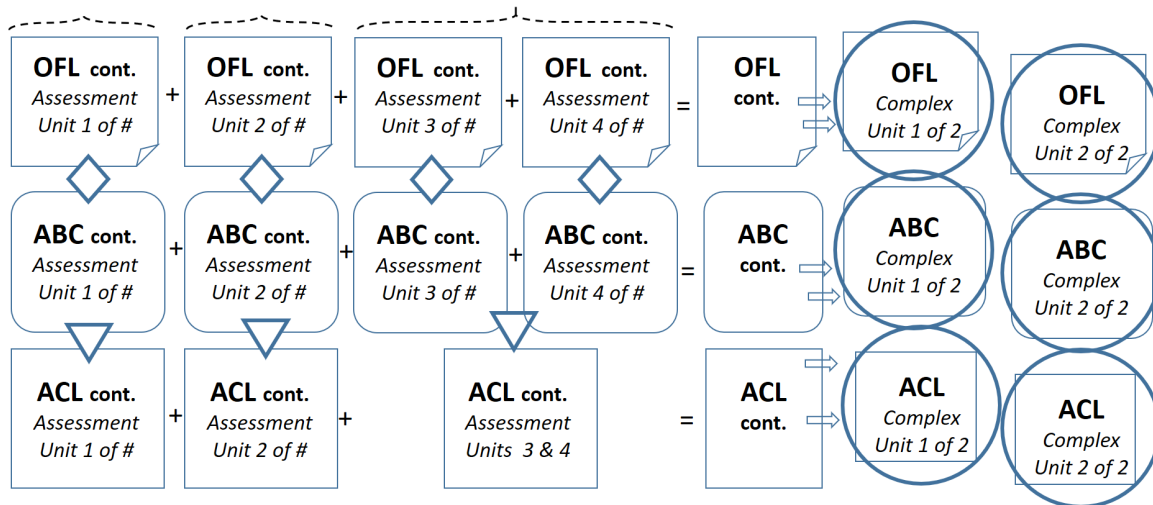 OFL cont.
Assessment
Unit 1 of #
+
OFL cont.
Assessment
Unit 2 of #
+
OFL cont.
Assessment
Unit 3 of #
+
OFL cont.
Assessment
Unit 4 of #
=
OFL
cont.
OFL
Complex
Unit 1 of 2
OFL
Complex
Unit 2 of 2
ABC cont.
Assessment
Unit 1 of #
+
ABC cont.
Assessment
Unit 2 of #
+
ABC cont.
Assessment
Unit 3 of #
+
ABC cont.
Assessment
Unit 4 of #
=
ABC
cont.
ABC
Complex
Unit 1 of 2
ABC
Complex
Unit 2 of 2
ACL cont.
Assessment
Unit 1 of #
+
ACL cont.
Assessment
Unit 2 of #
+
ACL cont.
Assessment
Units 3 & 4
=
ACL
cont.
ACL
Complex
Unit 1 of 2
ACL
Complex
Unit 2 of 2